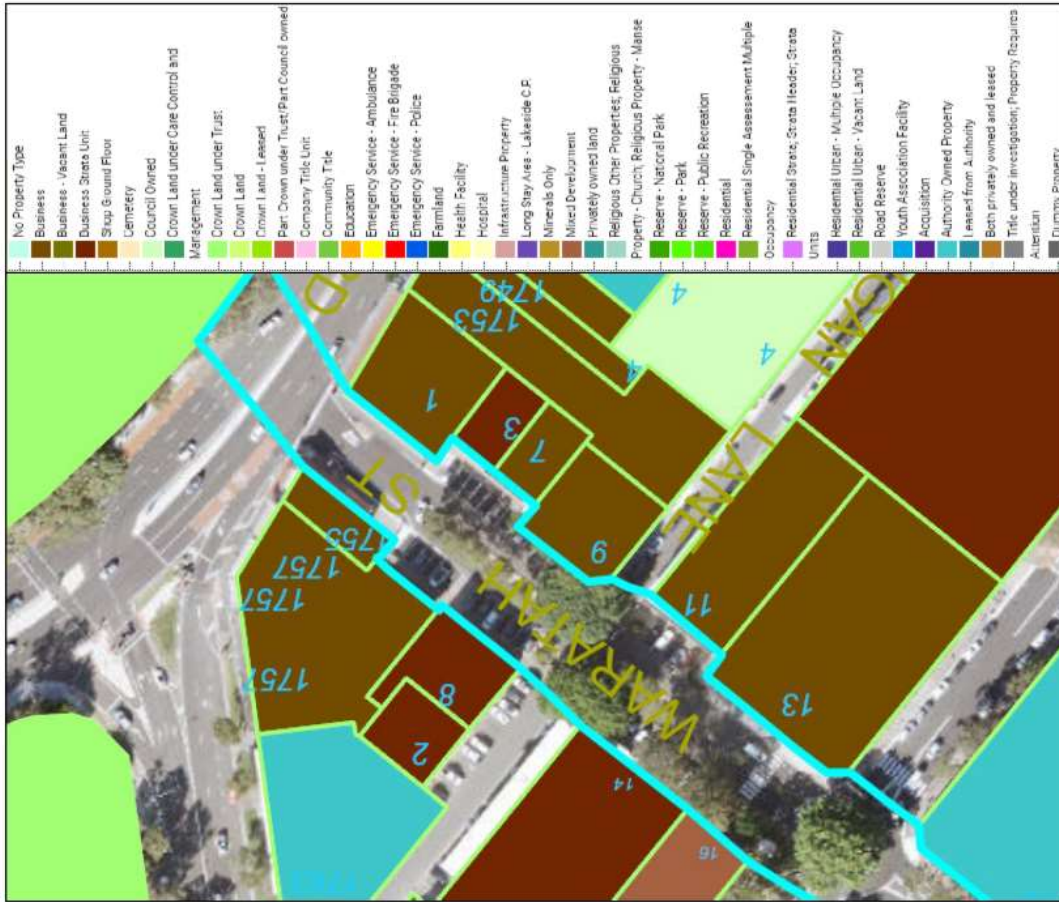 No Property Type
Business
Business - Vacant Land
Business Strata Unit
Stop Ground Floor
Cemetery
Council Owned
Crown Land under Care Control and
Management
Crown Land under Trust
Crown Land
Crown Land - Leased
Part Crown under Trust/Part Council owned
Company Title Unit
Community Title
Education
Emergency Service - Ambulance
Emergency Service - Fire Brigade
Emergency Service - Police
Farmland
Health Facility
Hospital
Infrastructure Property
Long Stay Area - Lakeside C.P.
Minerals Only
Mixed Development
Privately owned land
Religious Other Properties; Religious
Property - Church, Religious Property - Manse
Reserve - National Park
Reserve - Park
Reserve - Public Recreation
Residential
Residential Single Assessment Multiple
Occupancy
Residential Strata; Strata Header; Strata
Units
Residential Urban - Multiple Occupancy
Residential Urban - Vacant Land
Road Reserve
Youth Association Facility
Acquisition
Authority Owned Property
Leased from Authority
Both privately owned and leased
Title under investigation; Property Requires
Attention
Dummy Property
RD
1749
1753
4
4
4
1
3
7
9
ST
1755
1757
1757
1757
8
2
WARATAH
LANE
11
13
14
16